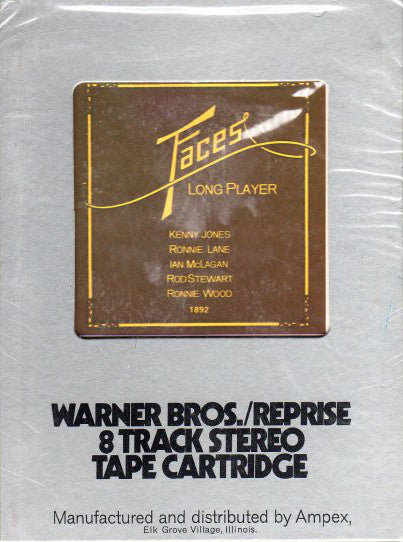 Faces
LONG PLAYER
KENNY JONES
RONNIE LANE
IAN McLAGAN
ROD STEWART
RONNIE WOOD
1892
WARNER BROS./REPRISE
8 TRACK STEREO
TAPE CARTRIDGE
Manufactured and distributed by Ampex,
Elk Grove Village, Illinois.